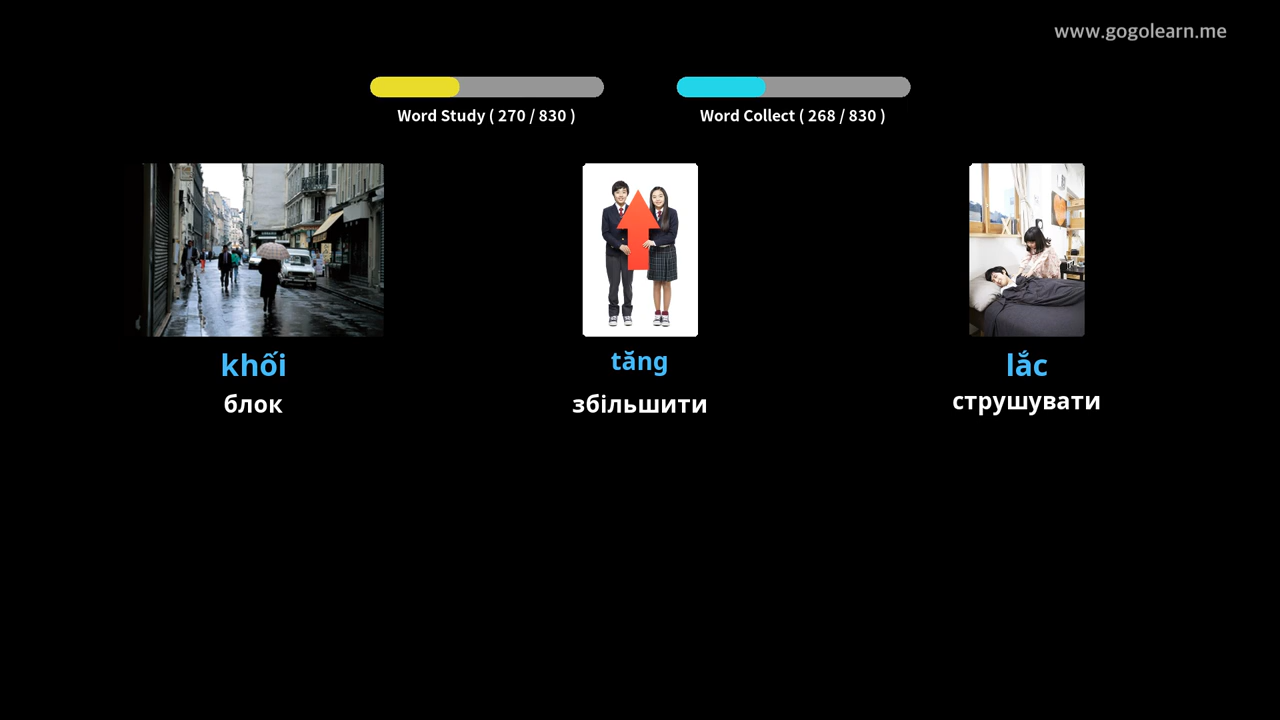 www.gogolearn.me
Word Study ( 270 / 830 )
Word Collect ( 268 / 830 )
khối
блок
tăng
збільшити
lắc
струшувати